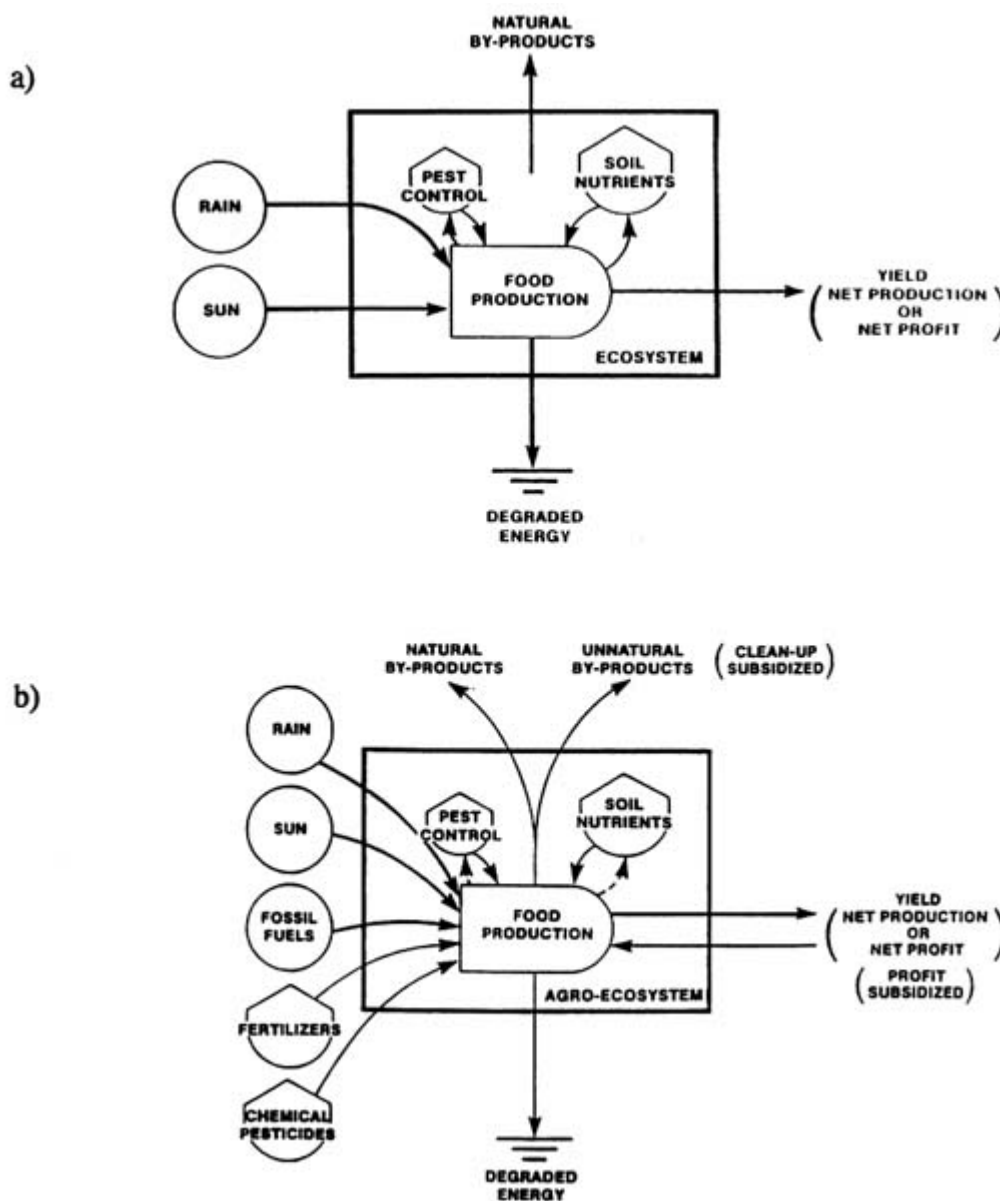 a)
NATURAL
BY-PRODUCTS
RAIN
SUN
PEST
CONTROL
SOIL
NUTRIENTS
FOOD
PRODUCTION
ECOSYSTEM
YIELD
(NET PRODUCTION
OR
NET PROFIT)
DEGRADED
ENERGY
b)
NATURAL
BY-PRODUCTS
UNNATURAL
BY-PRODUCTS
(CLEAN-UP
SUBSIDIZED)
RAIN
SUN
FOSSIL
FUELS
FERTILIZERS
CHEMICAL
PESTICIDES
PEST
CONTROL
SOIL
NUTRIENTS
FOOD
PRODUCTION
AGRO-ECOSYSTEM
YIELD
(NET PRODUCTION
OR
NET PROFIT)
(PROFIT
SUBSIDIZED)
DEGRADED
ENERGY